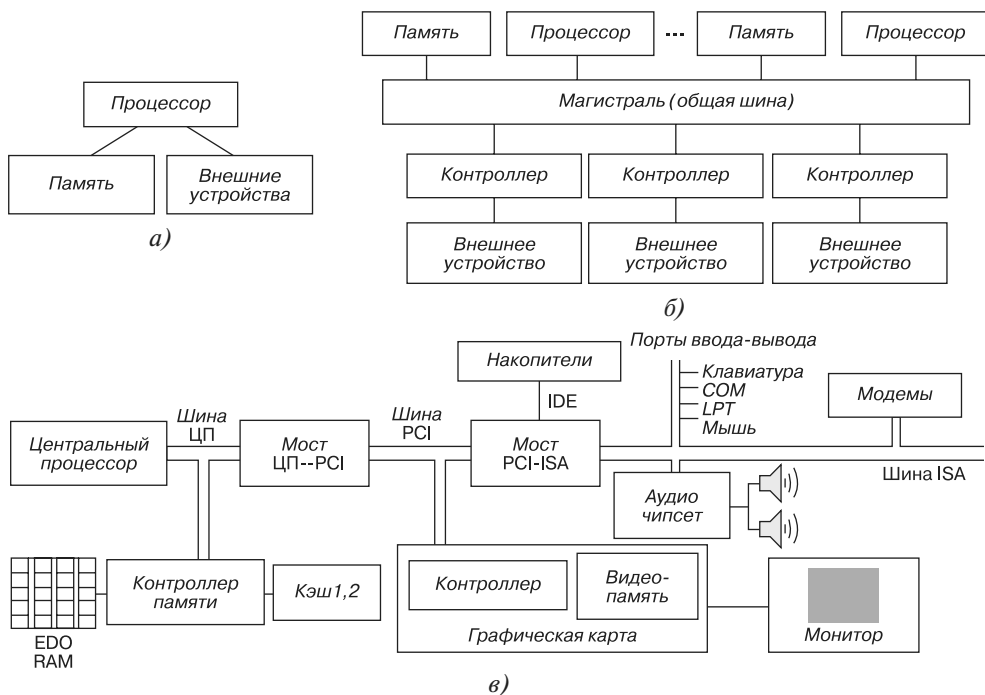 Процессор
Память
Внешние
устройства
а)
Память
Процессор
Память
Процессор
Магистраль (общая шина)
Контроллер
Контроллер
Контроллер
Внешнее
устройство
Внешнее
устройство
Внешнее
устройство
б)
Накопители
IDE
Порты ввода-вывода
Клавиатура
COM
LPT
Мышь
Модемы
Центральный
процессор
Шина
ЦП
Мост
ЦП--PCI
Шина
PCI
Мост
PCI-ISA
Шина ISA
Аудио
чипсет
EDO
RAM
Контроллер
памяти
Кэш1,2
Контроллер
Видео-
память
Графическая карта
Монитор
в)